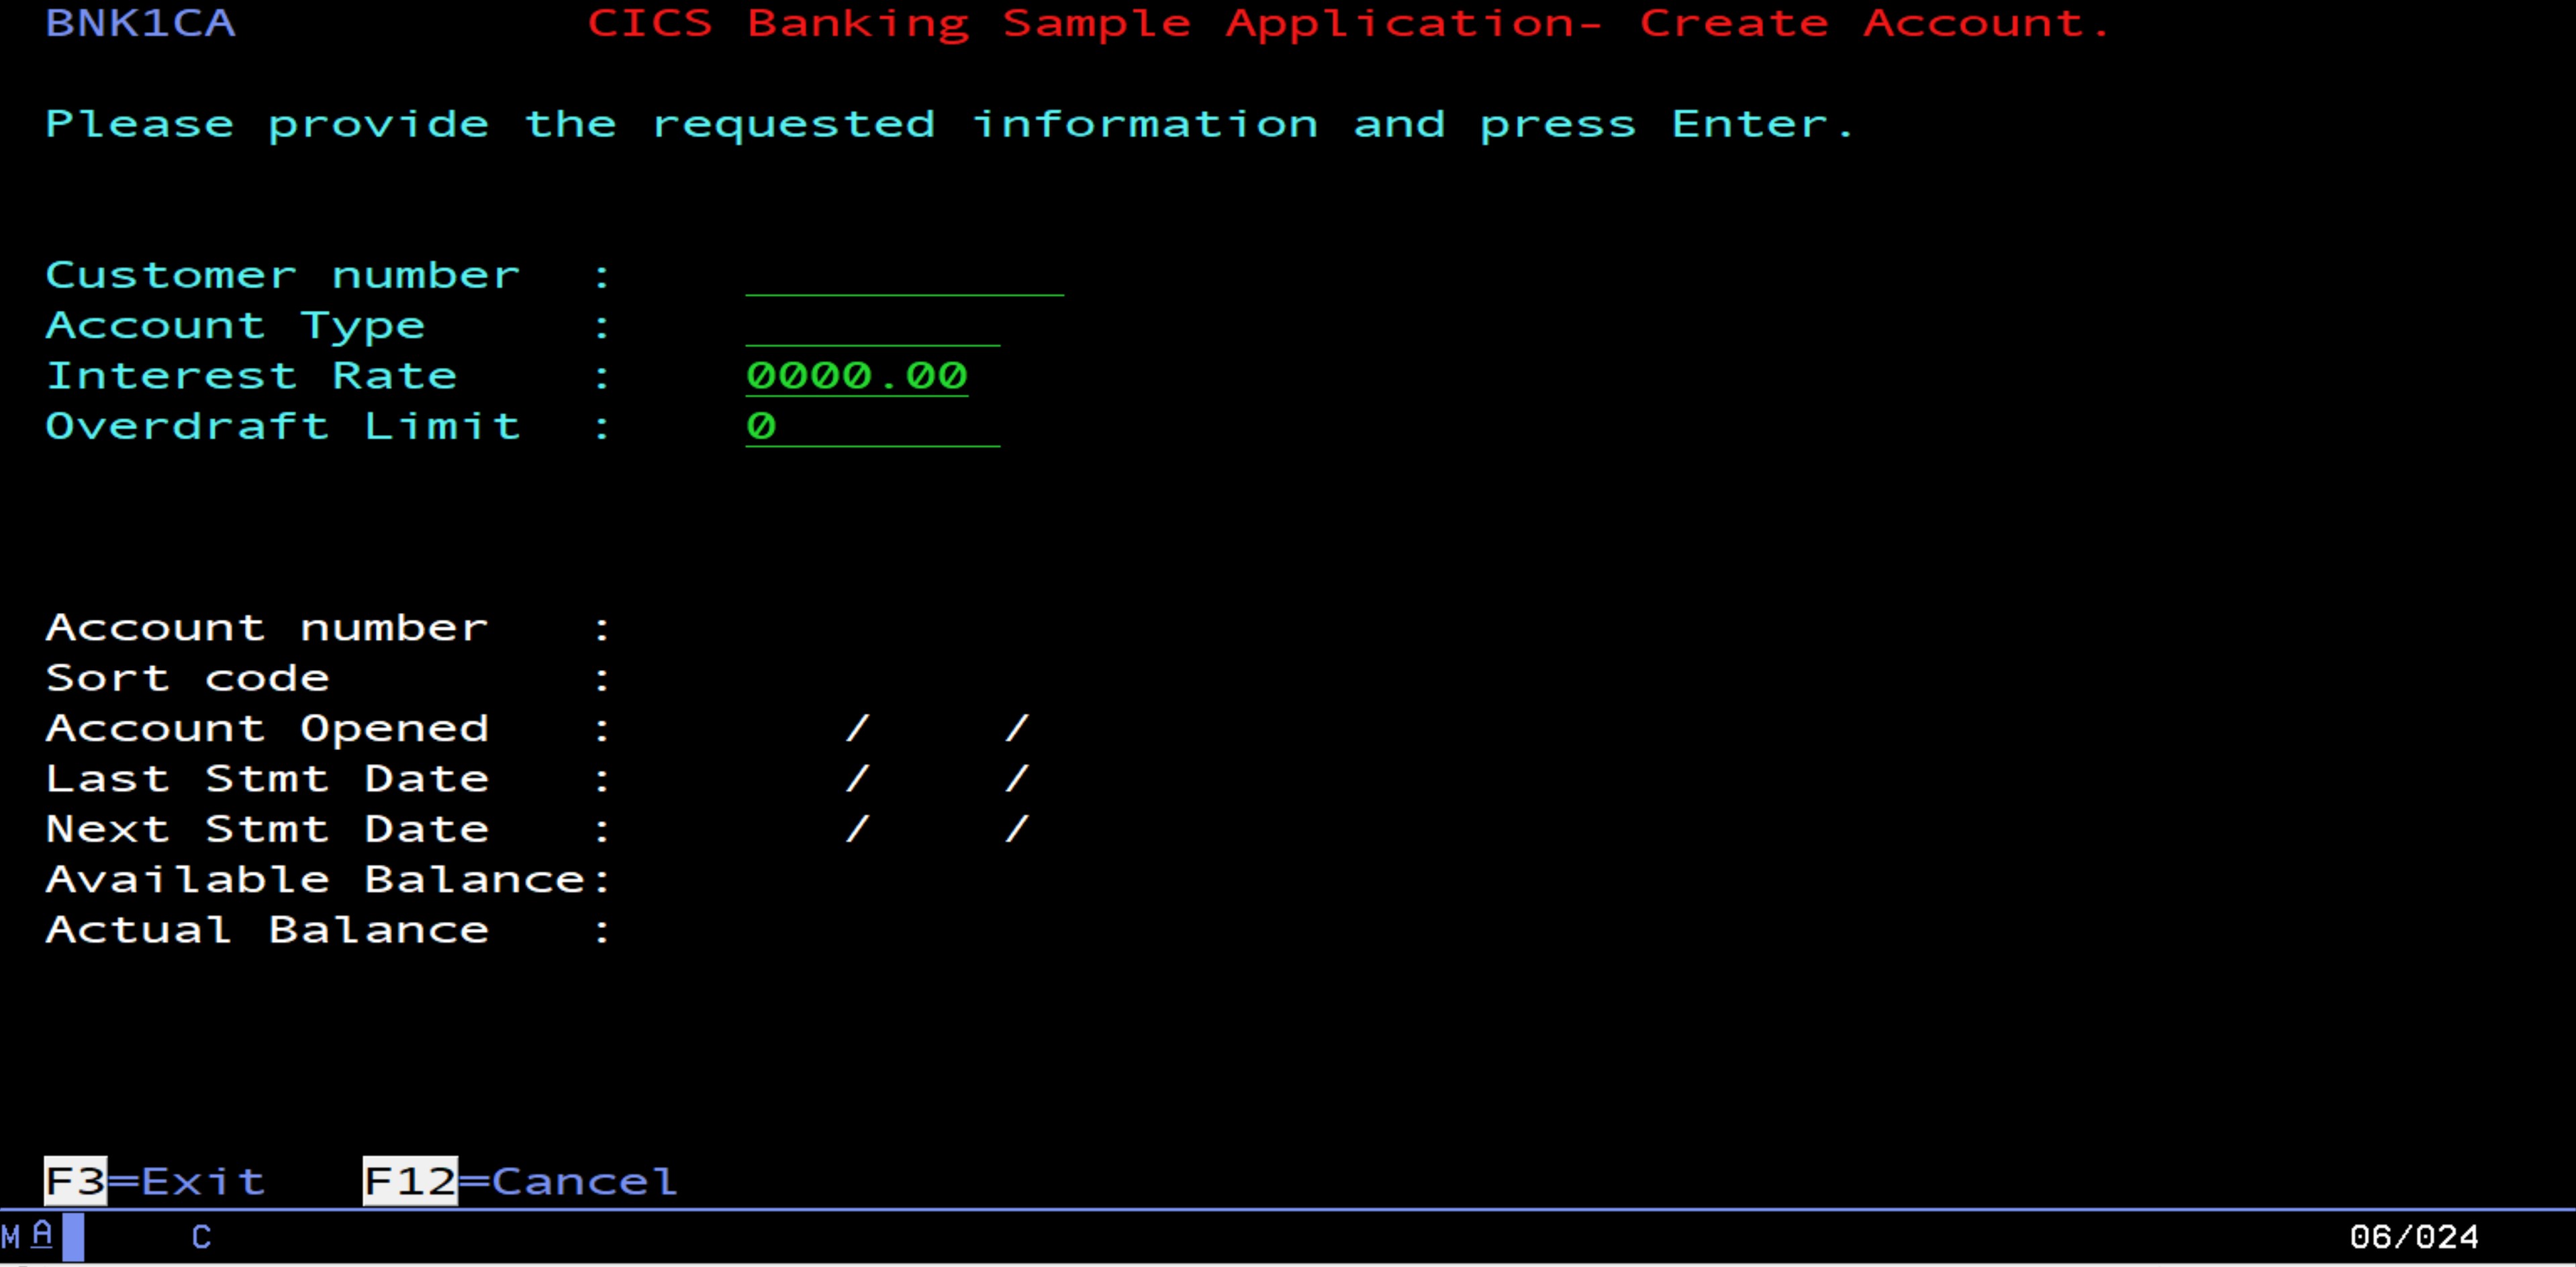 BNK1CA CICS Banking Sample Application- Create Account.
Please provide the requested information and press Enter.
Customer number :
Account Type :
Interest Rate : 0000.00
Overdraft Limit : 0
Account number :
Sort code :
Account Opened : / /
Last Stmt Date : / /
Next Stmt Date : / /
Available Balance:
Actual Balance :
F3=Exit F12=Cancel
MA C 06/024